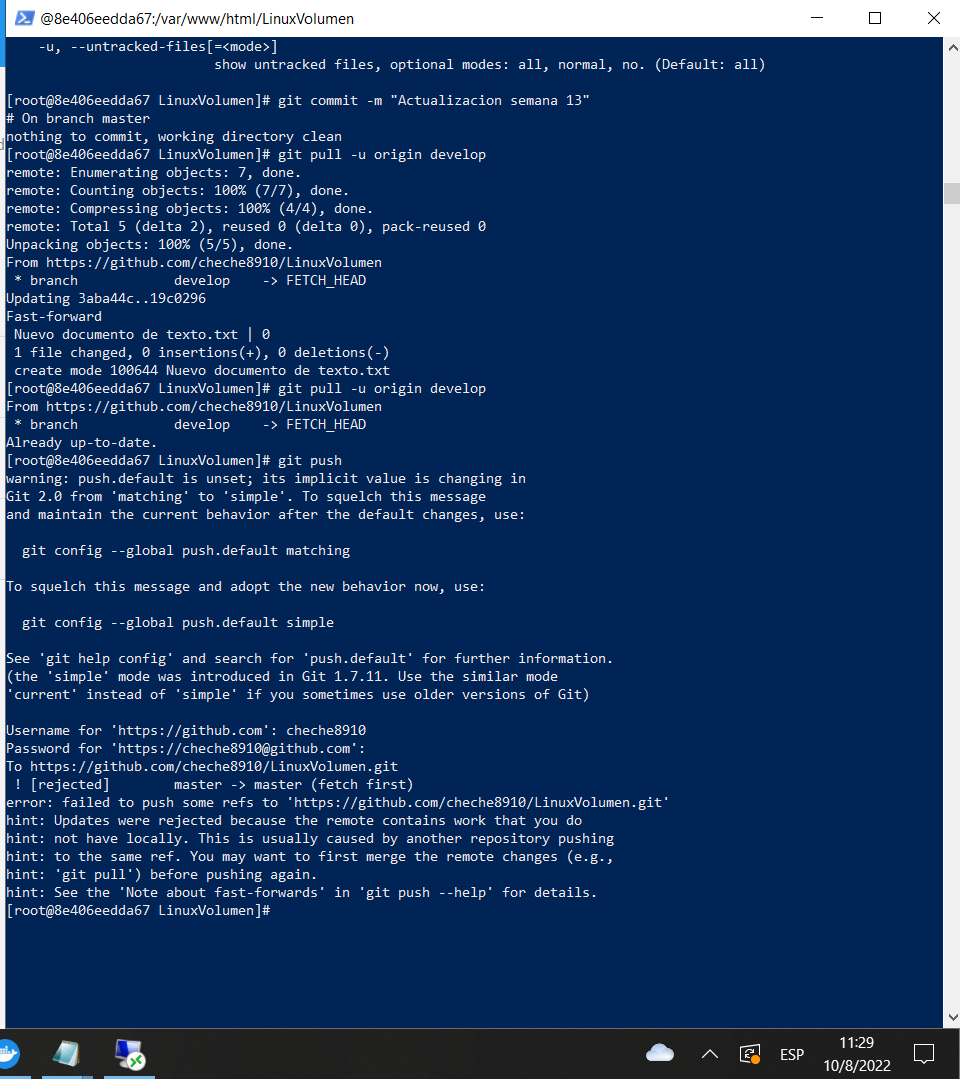 @8e406eedda67:/var/www/html/LinuxVolumen
-u, --untracked-files[=<mode>]
show untracked files, optional modes: all, normal, no. (Default: all)
[root@8e406eedda67 LinuxVolumen]# git commit -m "Actualizacion semana 13"
# On branch master
nothing to commit, working directory clean
[root@8e406eedda67 LinuxVolumen]# git pull -u origin develop
remote: Enumerating objects: 7, done.
remote: Counting objects: 100% (7/7), done.
remote: Compressing objects: 100% (4/4), done.
remote: Total 5 (delta 2), reused 0 (delta 0), pack-reused 0
Unpacking objects: 100% (5/5), done.
From https://github.com/cheche8910/LinuxVolumen
* branch            develop    -> FETCH_HEAD
Updating 3aba44c..19c0296
Fast-forward
Nuevo documento de texto.txt | 0
1 file changed, 0 insertions(+), 0 deletions(-)
create mode 100644 Nuevo documento de texto.txt
[root@8e406eedda67 LinuxVolumen]# git pull -u origin develop
From https://github.com/cheche8910/LinuxVolumen
* branch            develop    -> FETCH_HEAD
Already up-to-date.
[root@8e406eedda67 LinuxVolumen]# git push
warning: push.default is unset; its implicit value is changing in
Git 2.0 from 'matching' to 'simple'. To squelch this message
and maintain the current behavior after the default changes, use:
git config --global push.default matching
To squelch this message and adopt the new behavior now, use:
git config --global push.default simple
See 'git help config' and search for 'push.default' for further information.
(the 'simple' mode was introduced in Git 1.7.11. Use the similar mode
'current' instead of 'simple' if you sometimes use older versions of Git)
Username for 'https://github.com': cheche8910
Password for 'https://cheche8910@github.com':
To https://github.com/cheche8910/LinuxVolumen.git
! [rejected]        master -> master (fetch first)
error: failed to push some refs to 'https://github.com/cheche8910/LinuxVolumen.git'
hint: Updates were rejected because the remote contains work that you do
hint: not have locally. This is usually caused by another repository pushing
hint: to the same ref. You may want to first merge the remote changes (e.g.,
hint: 'git pull') before pushing again.
hint: See the 'Note about fast-forwards' in 'git push --help' for details.
[root@8e406eedda67 LinuxVolumen]#
ESP
11:29
10/8/2022